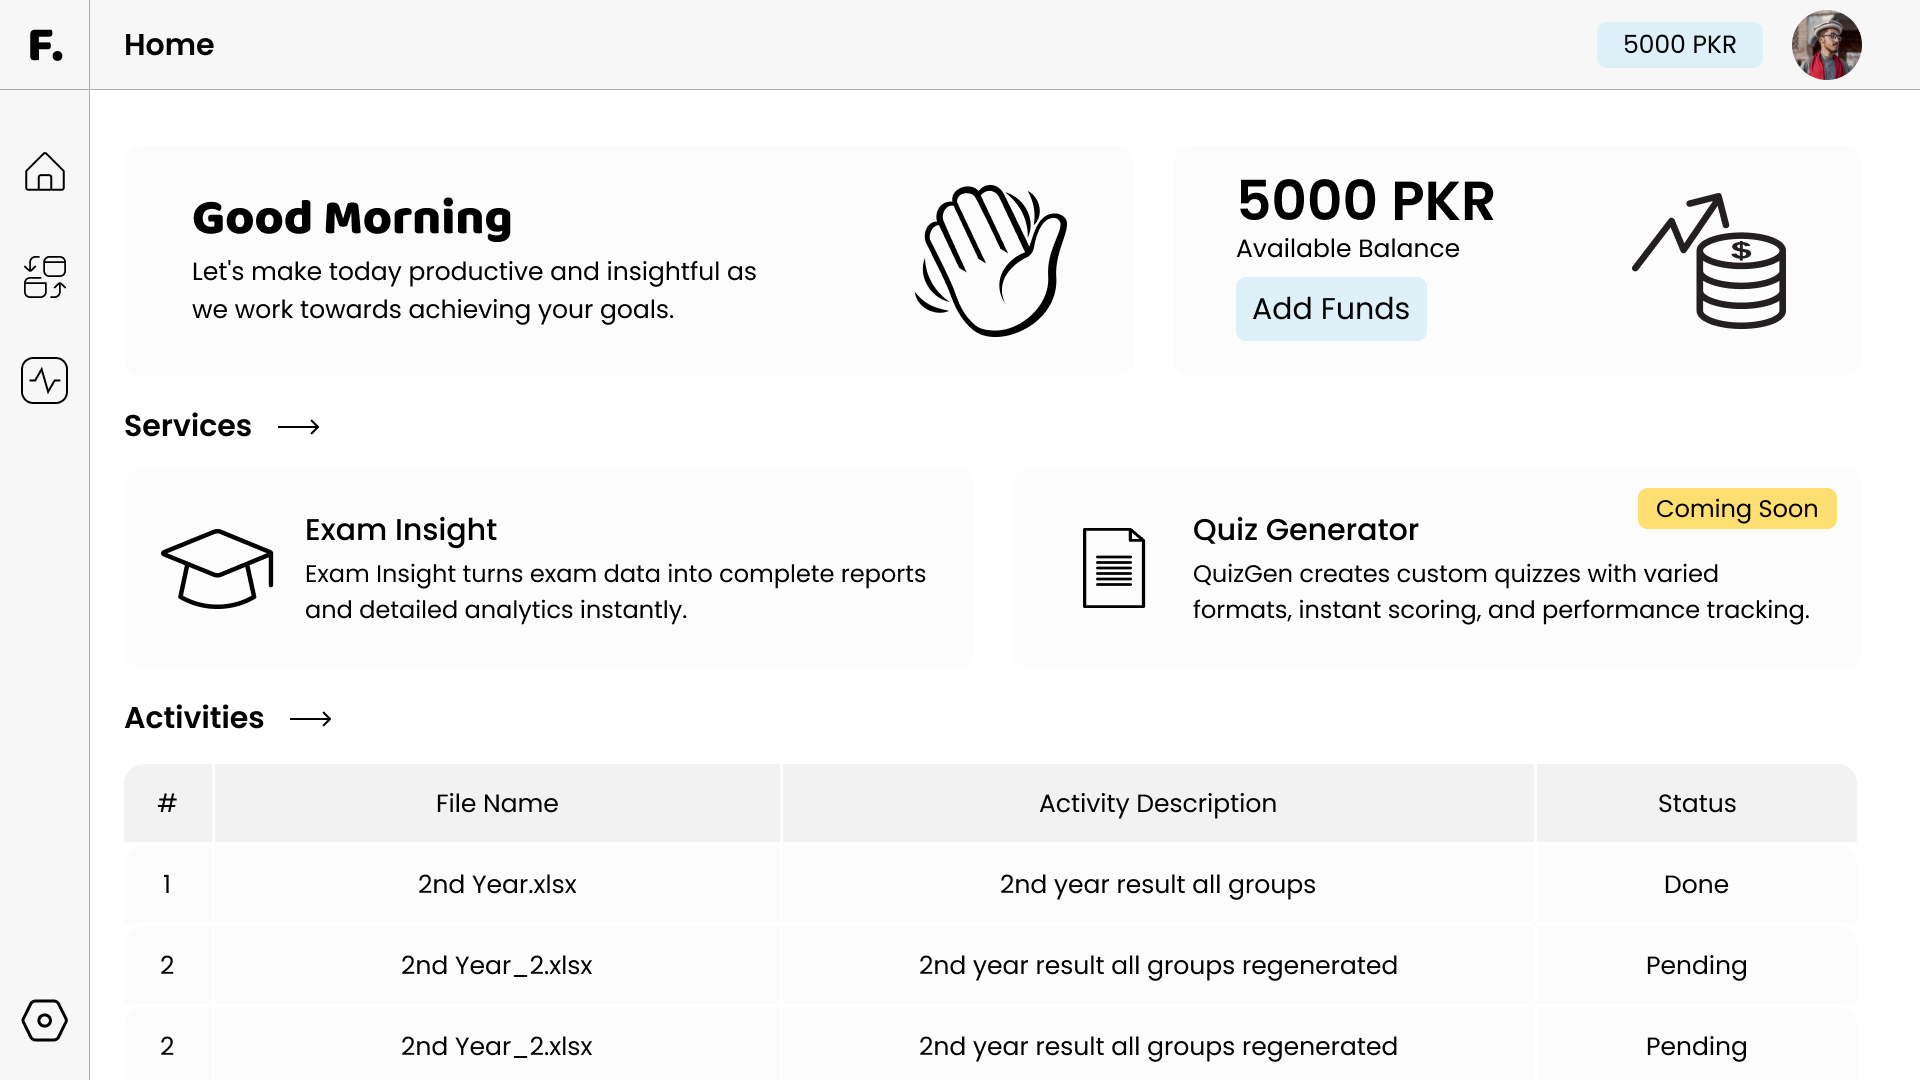 F.
Home
5000 PKR
Good Morning
Let's make today productive and insightful as
we work towards achieving your goals.
5000 PKR
Available Balance
Add Funds
$
Services
Exam Insight
Exam Insight turns exam data into complete reports
and detailed analytics instantly.
Coming Soon
Quiz Generator
QuizGen creates custom quizzes with varied
formats, instant scoring, and performance tracking.
Activities
# File Name Activity Description Status
1 2nd Year.xlsx 2nd year result all groups Done
2 2nd Year_2.xlsx 2nd year result all groups regenerated Pending
2 2nd Year_2.xlsx 2nd year result all groups regenerated Pending